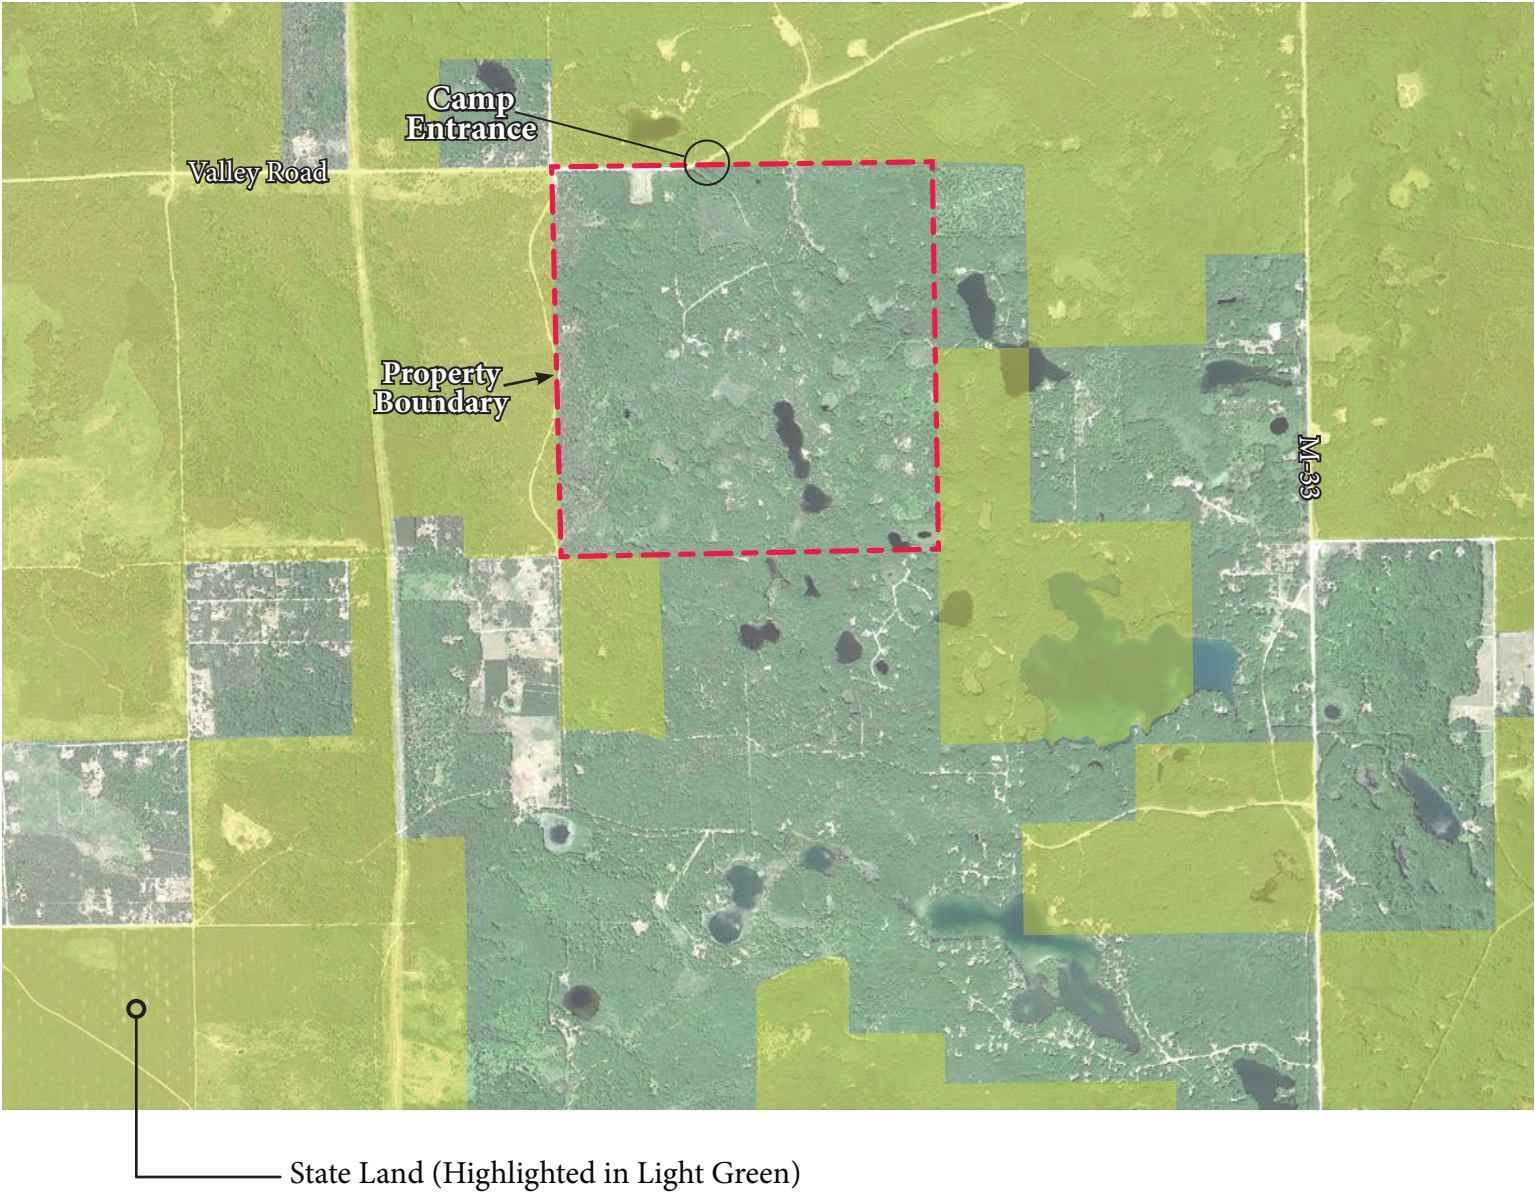 Camp
Entrance
Valley Road
Property
Boundary
M-33
State Land (Highlighted in Light Green)